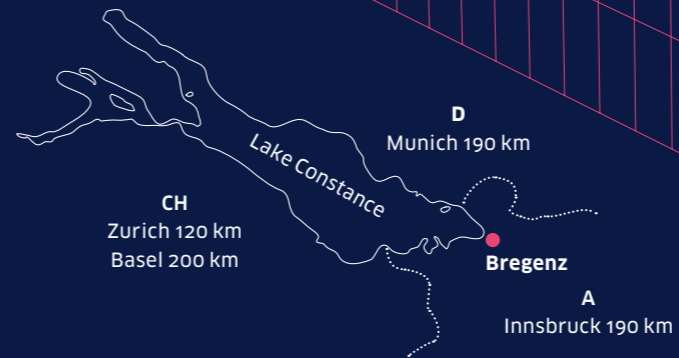 D
Munich 190 km
Lake Constance
CH
Zurich 120 km
Basel 200 km
Bregenz
A
Innsbruck 190 km